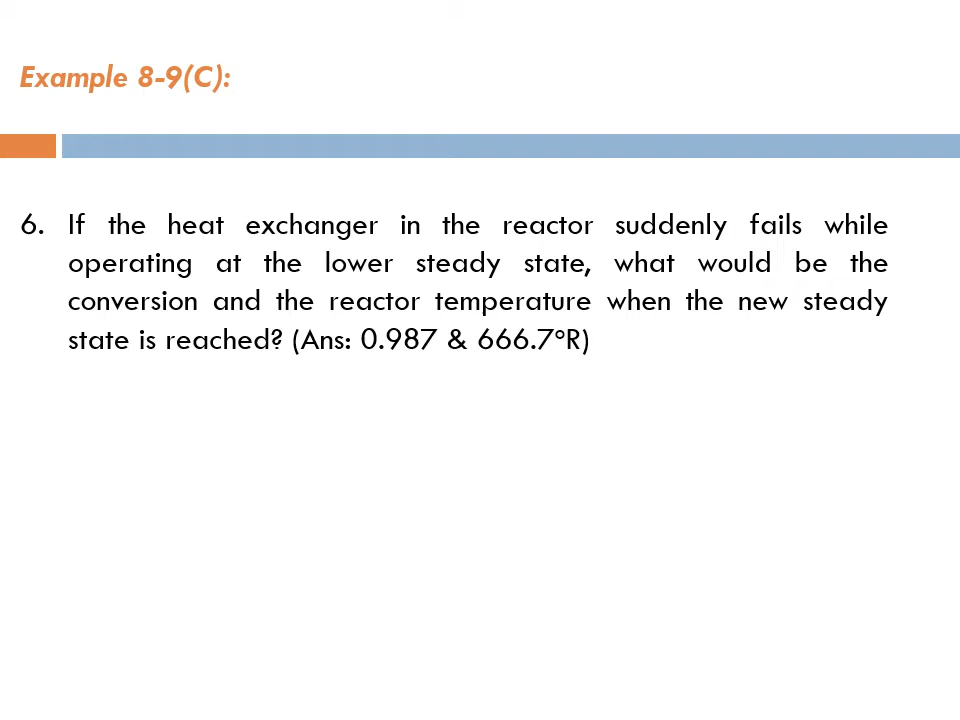 Example 8-9(C):
6. If the heat exchanger in the reactor suddenly fails while
operating at the lower steady state, what would be the
conversion and the reactor temperature when the new steady
state is reached? (Ans: 0.987 & 666.7°R)